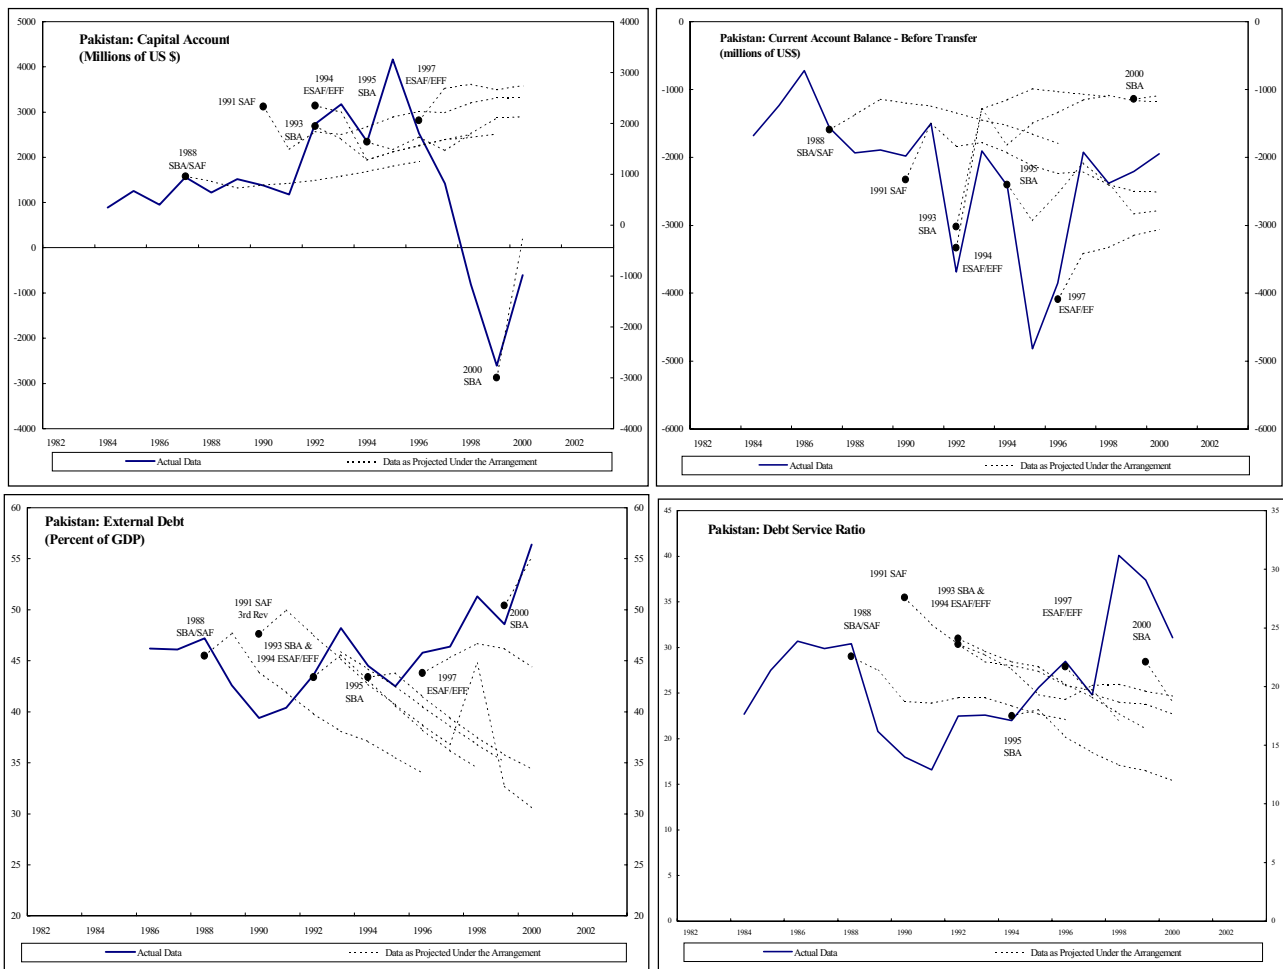 Pakistan: Capital Account
(Millions of US $)
5000
4000
3000
2000
1000
0
-1000
-2000
-3000
-4000
4000
3000
2000
1000
0
-1000
-2000
-3000
-4000
1988
SBA/SAF
1991 SAF
1993
SBA
1994
ESAF/EFF
1995
SBA
1997
ESAF/EFF
2000
SBA
1982 1984 1986 1988 1990 1992 1994 1996 1998 2000 2002
Actual Data Data as Projected Under the Arrangement
Pakistan: Current Account Balance - Before Transfer
(millions of US$)
0
-1000
-2000
-3000
-4000
-5000
-6000
0
-1000
-2000
-3000
-4000
-5000
-6000
1988
SBA/SAF
1991 SAF
1993
SBA
1994
ESAF/EFF
1995
SBA
1997
ESAF/EF
2000
SBA
1982 1984 1986 1988 1990 1992 1994 1996 1998 2000 2002
Actual Data Data as Projected Under the Arrangement
Pakistan: External Debt
(Percent of GDP)
60
55
50
45
40
35
30
25
20
60
55
50
45
40
35
30
25
20
1988
SBA/SAF
1991 SAF
3rd Rev
1993 SBA &
1994 ESAF/EFF
1995
SBA
1997
ESAF/EFF
2000
SBA
1982 1984 1986 1988 1990 1992 1994 1996 1998 2000 2002
Actual Data Data as Projected Under the Arrangement
Pakistan: Debt Service Ratio
45
40
35
30
25
20
15
10
5
0
35
30
25
20
15
10
5
0
1988
SBA/SAF
1991 SAF
1993 SBA &
1994 ESAF/EFF
1995
SBA
1997
ESAF/EFF
2000
SBA
1982 1984 1986 1988 1990 1992 1994 1996 1998 2000 2002
Actual Data Data as Projected Under the Arrangement